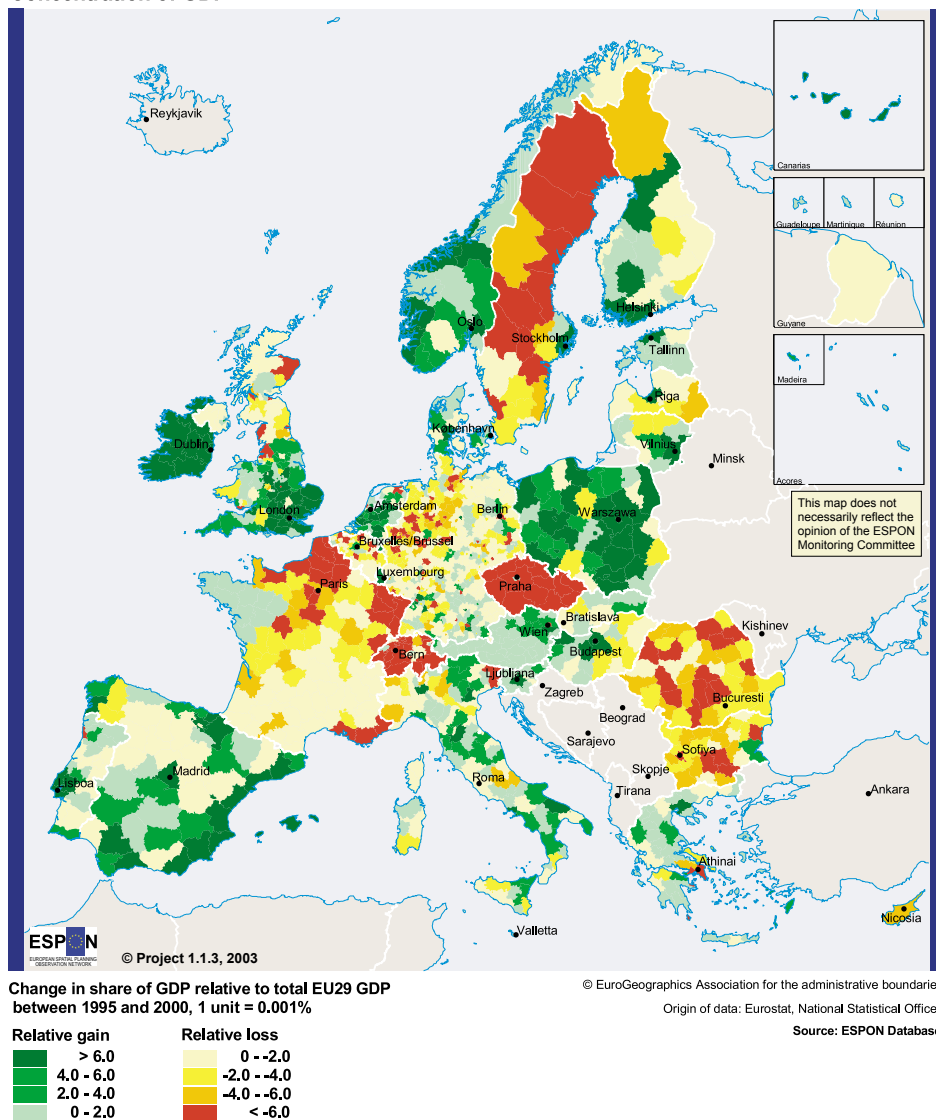 Reykjavik
Canarias
Guadeloupe
Martinique
Réunion
Guyane
Madeira
Acores
Oslo
Helsinki
Stockholm
Tallinn
Riga
København
Vilnius
Minsk
Dublin
London
Amsterdam
Berlin
Warszawa
Bruxelles/Brussel
Luxembourg
Paris
Praha
Bratislava
Wien
Budapest
Kishinev
Bern
Ljubljana
Zagreb
Bucuresti
Beograd
Sarajevo
Sofiya
Skopje
Tirana
Roma
Madrid
Lisboa
Ankara
Athinai
Nicosia
Valletta
This map does not
necessarily reflect the
opinion of the ESPON
Monitoring Committee
ESPON
EUROPEAN SPATIAL PLANNING
OBSERVATION NETWORK
© Project 1.1.3, 2003
Change in share of GDP relative to total EU29 GDP
between 1995 and 2000, 1 unit = 0.001%
© EuroGeographics Association for the administrative boundarie
Origin of data: Eurostat, National Statistical Office
Source: ESPON Databas
Relative gain
> 6.0
4.0 - 6.0
2.0 - 4.0
0 - 2.0
Relative loss
0 - -2.0
-2.0 - -4.0
-4.0 - -6.0
< -6.0